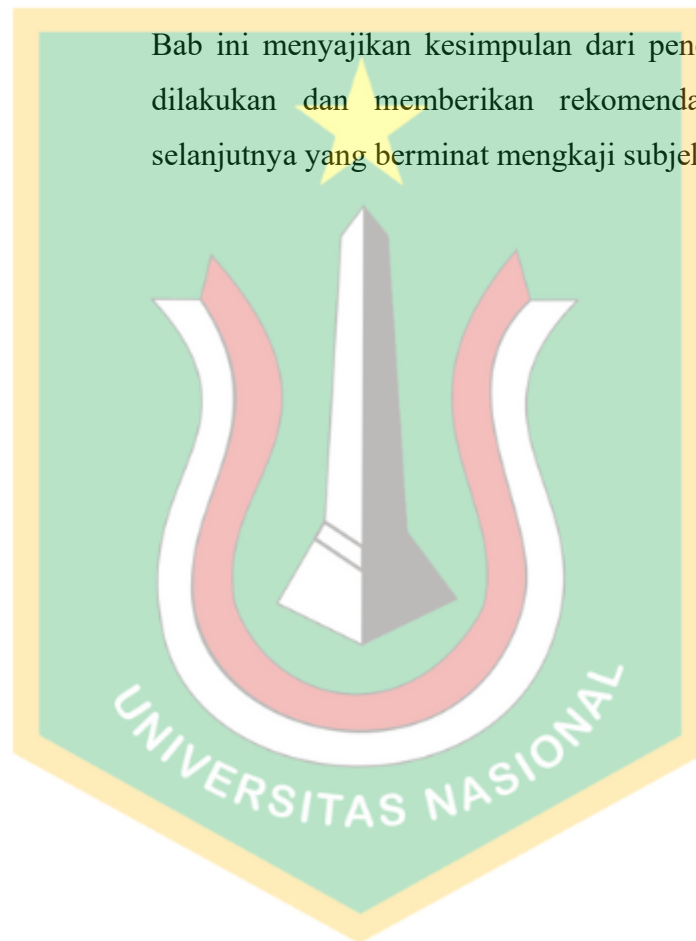 Bab ini menyajikan kesimpulan dari
dilakukan dan memberikan
selanjutnya yang berminat mengkaji
UNIVERSITAS NASIONAL